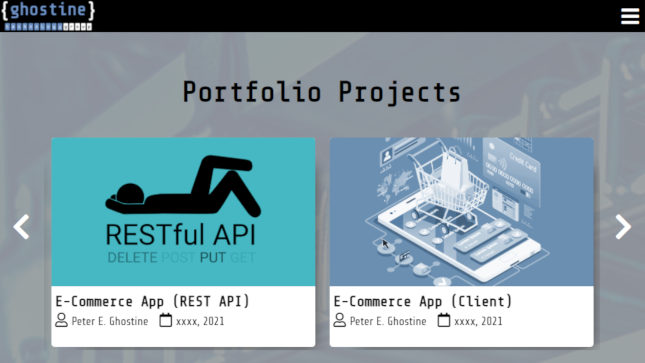 {ghostine}
Portfolio Projects
RESTful API
DELETE POST PUT GET
Credit Card
E-Commerce App (REST API)
Peter E. Ghostine xxxx, 2021
E-Commerce App (Client)
Peter E. Ghostine xxxx, 2021